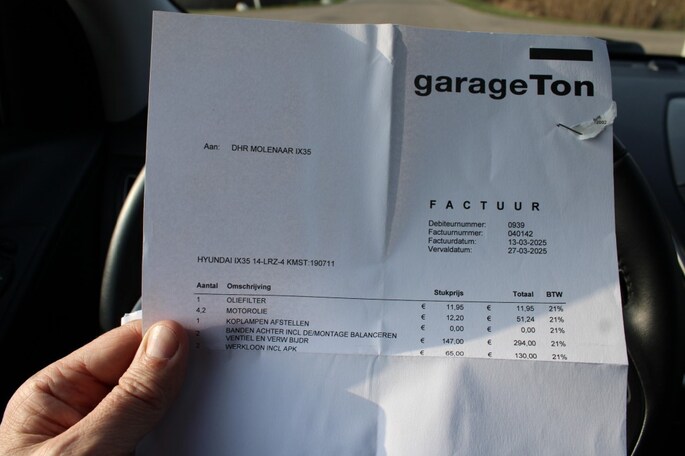 garageTon
Aan: DHR MOLENAAR IX35
FACTUUR
Debiteurnummer: 0939
Factuurnummer: 040142
Factuurdatum: 13-03-2025
Vervaldatum: 27-03-2025
HYUNDAI IX35 14-LRZ-4 KMST:190711
Aantal Omschrijving Stukprijs Totaal BTW
1 OLIEFILTER € 11,95 € 11,95 21%
4,2 MOTOROLIE € 12,20 € 51,24 21%
1 KOPLAMPEN AFSTELLEN € 0,00 € 0,00 21%
BANDEN ACHTER INCL DE/MONTAGE BALANCEREN
VENTIEL EN VERW BIJDR € 147,00 € 294,00 21%
WERKLOON INCL APK € 65,00 € 130,00 21%